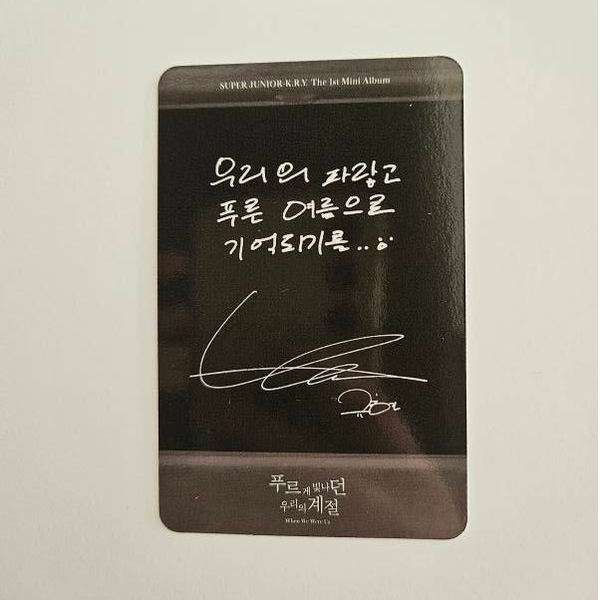 SUPER JUNIOR-K.R.Y. The 1st Mini Album
우리의 파랗고
푸른 여름으로
기억되기를..
규현
푸르게 빛나던
우리의 계절
When We Were Us